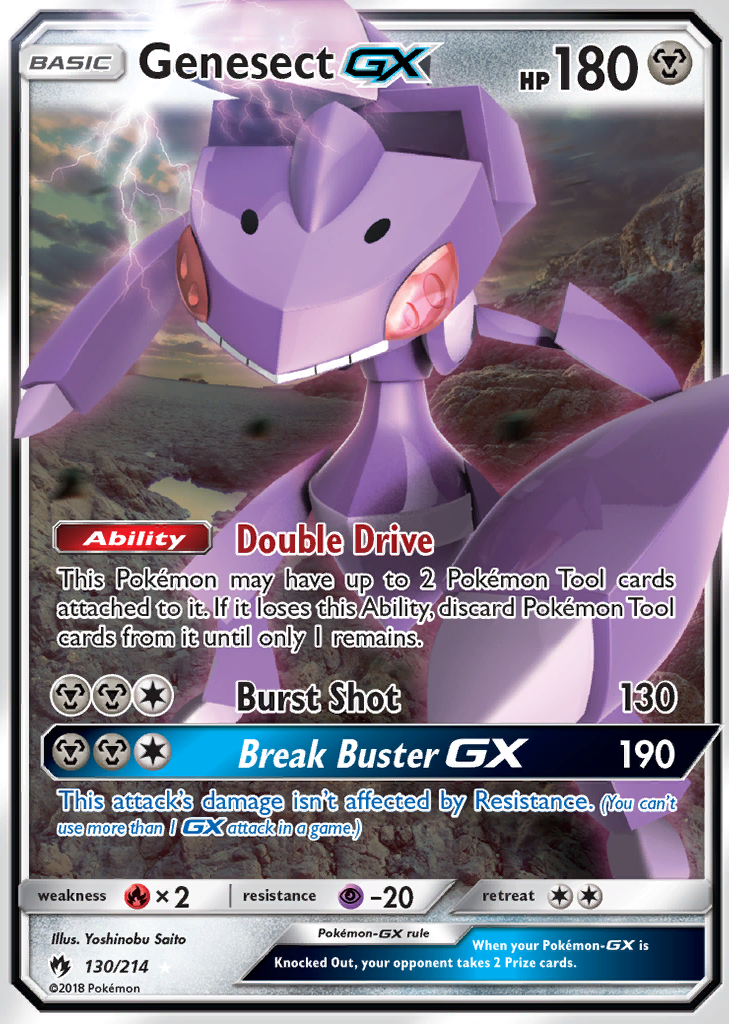 BASIC Genesect GX HP 180
Ability Double Drive
This Pokémon may have up to 2 Pokémon Tool cards
attached to it. If it loses this Ability, discard Pokémon Tool
cards from it until only 1 remains.
Burst Shot 130
Break Buster GX 190
This attack's damage isn't affected by Resistance. (You can't
use more than 1 GX attack in a game.)
weakness ×2 resistance -20 retreat
Illus. Yoshinobu Saito
130/214
©2018 Pokémon
Pokémon-GX rule
When your Pokémon-GX is
Knocked Out, your opponent takes 2 Prize cards.